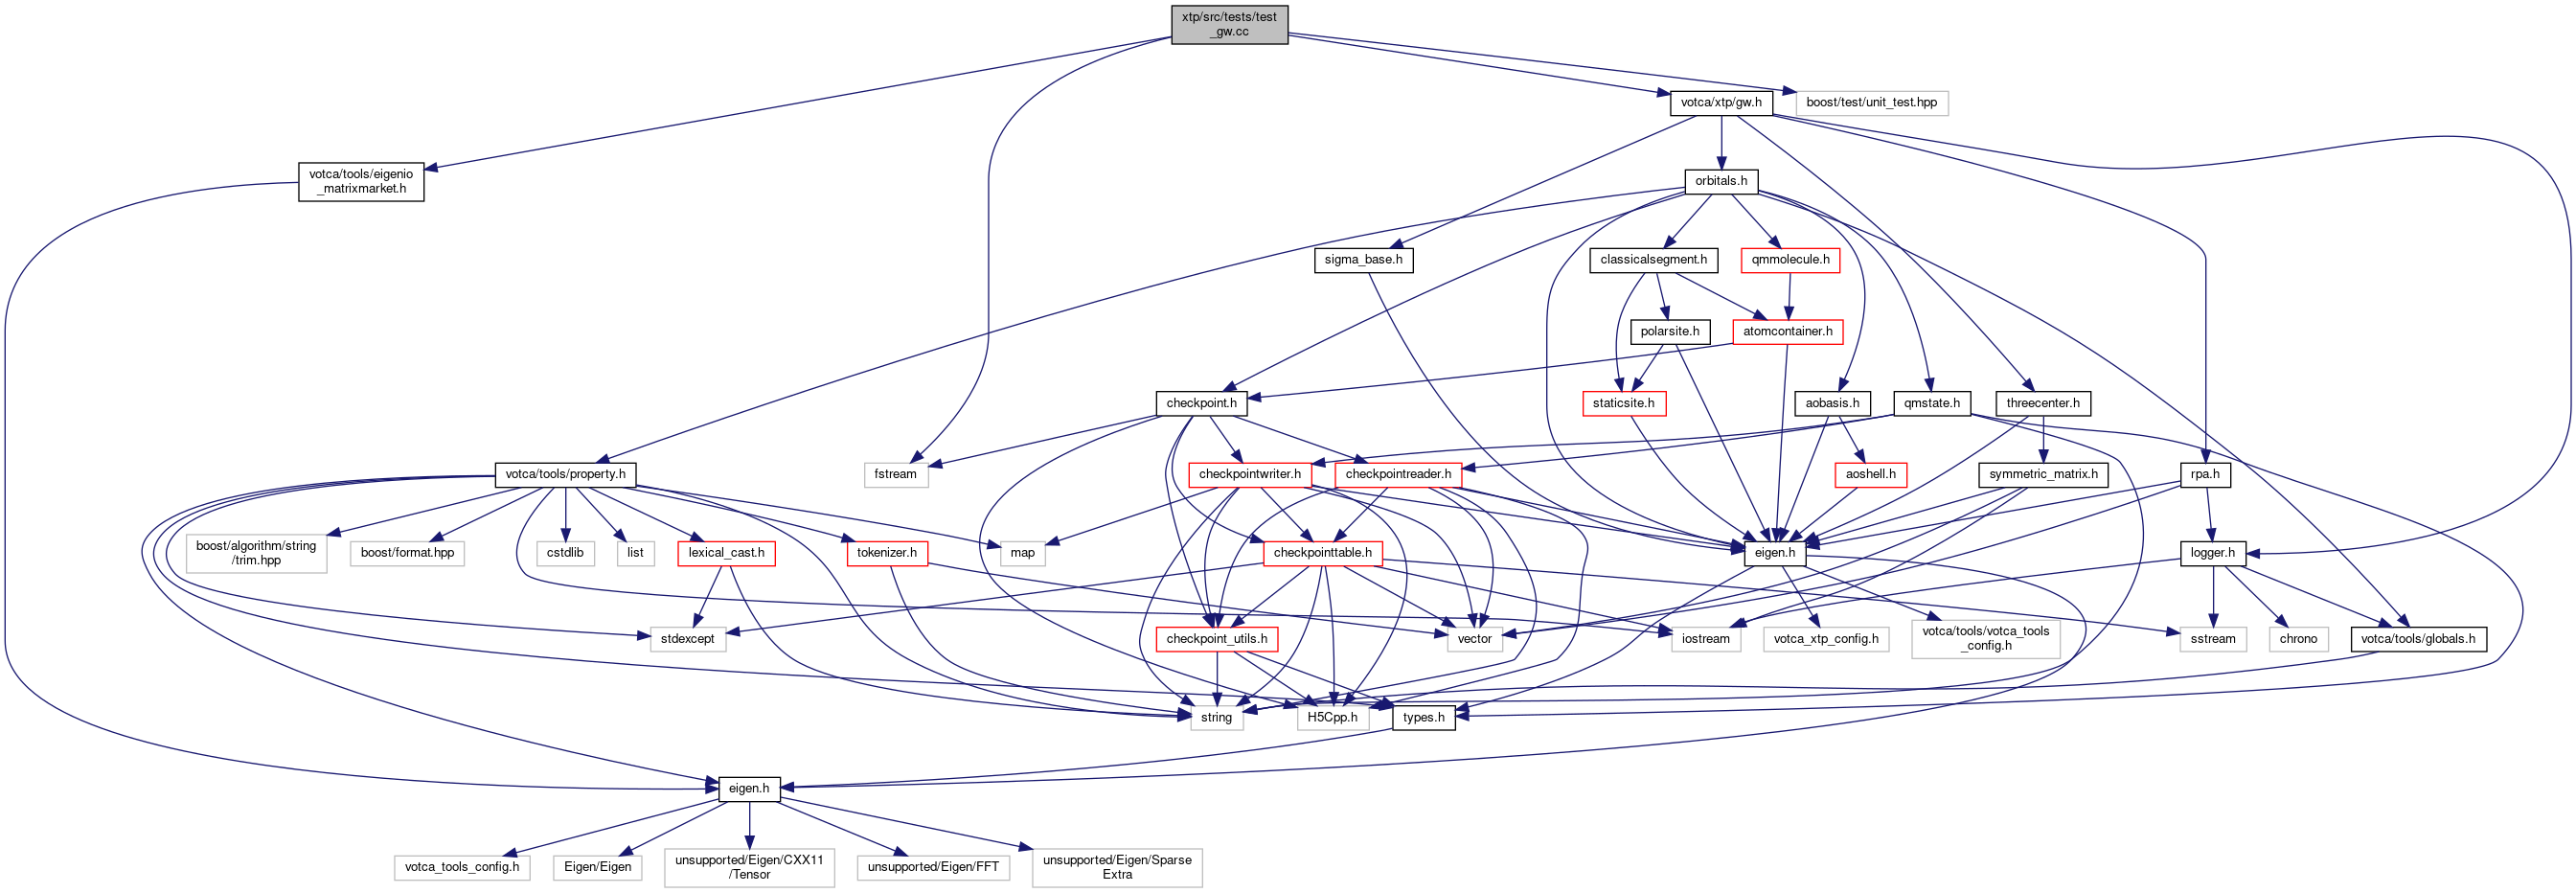 xtp/src/tests/test
_gw.cc
votca/xtp/gw.h
boost/test/unit_test.hpp
votca/tools/eigenio
_matrixmarket.h
orbitals.h
sigma_base.h
classicalsegment.h
qmmolecule.h
polarsite.h
atomcontainer.h
checkpoint.h
staticsite.h
aobasis.h
qmstate.h
threecenter.h
votca/tools/property.h
fstream
checkpointwriter.h
checkpointreader.h
aoshell.h
symmetric_matrix.h
rpa.h
boost/algorithm/string
/trim.hpp
boost/format.hpp
cstdlib
list
lexical_cast.h
tokenizer.h
map
checkpointtable.h
eigen.h
logger.h
stdexcept
checkpoint_utils.h
vector
iostream
votca_xtp_config.h
votca/tools/votca_tools
_config.h
sstream
chrono
votca/tools/globals.h
string
H5Cpp.h
types.h
eigen.h
votca_tools_config.h
Eigen/Eigen
unsupported/Eigen/CXX11
/Tensor
unsupported/Eigen/FFT
unsupported/Eigen/Sparse
Extra